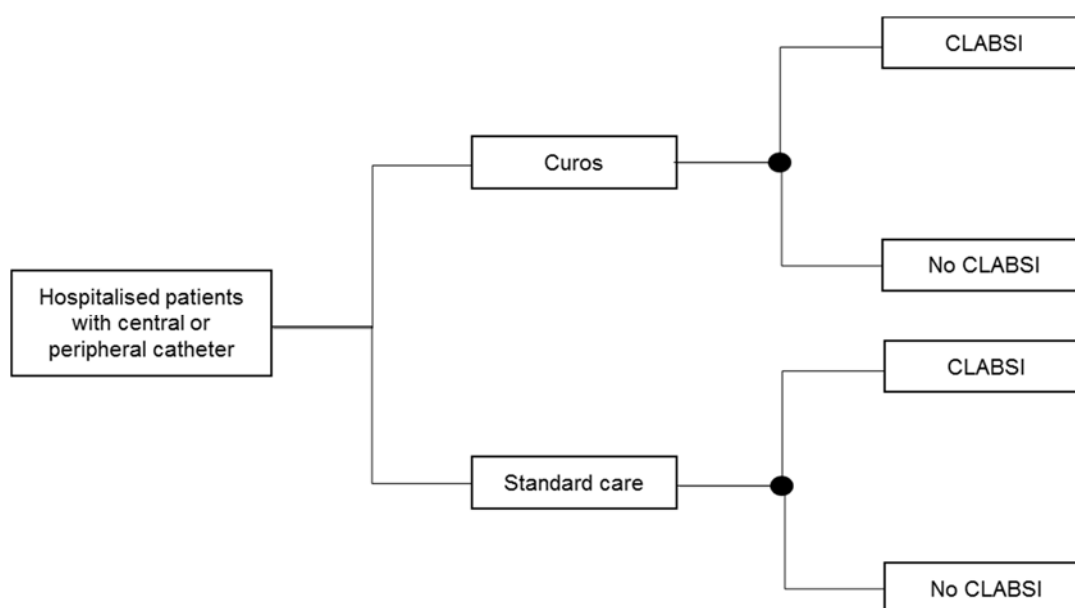 CLABSI
Curos
No CLABSI
Hospitalised patients
with central or
peripheral catheter
CLABSI
Standard care
No CLABSI